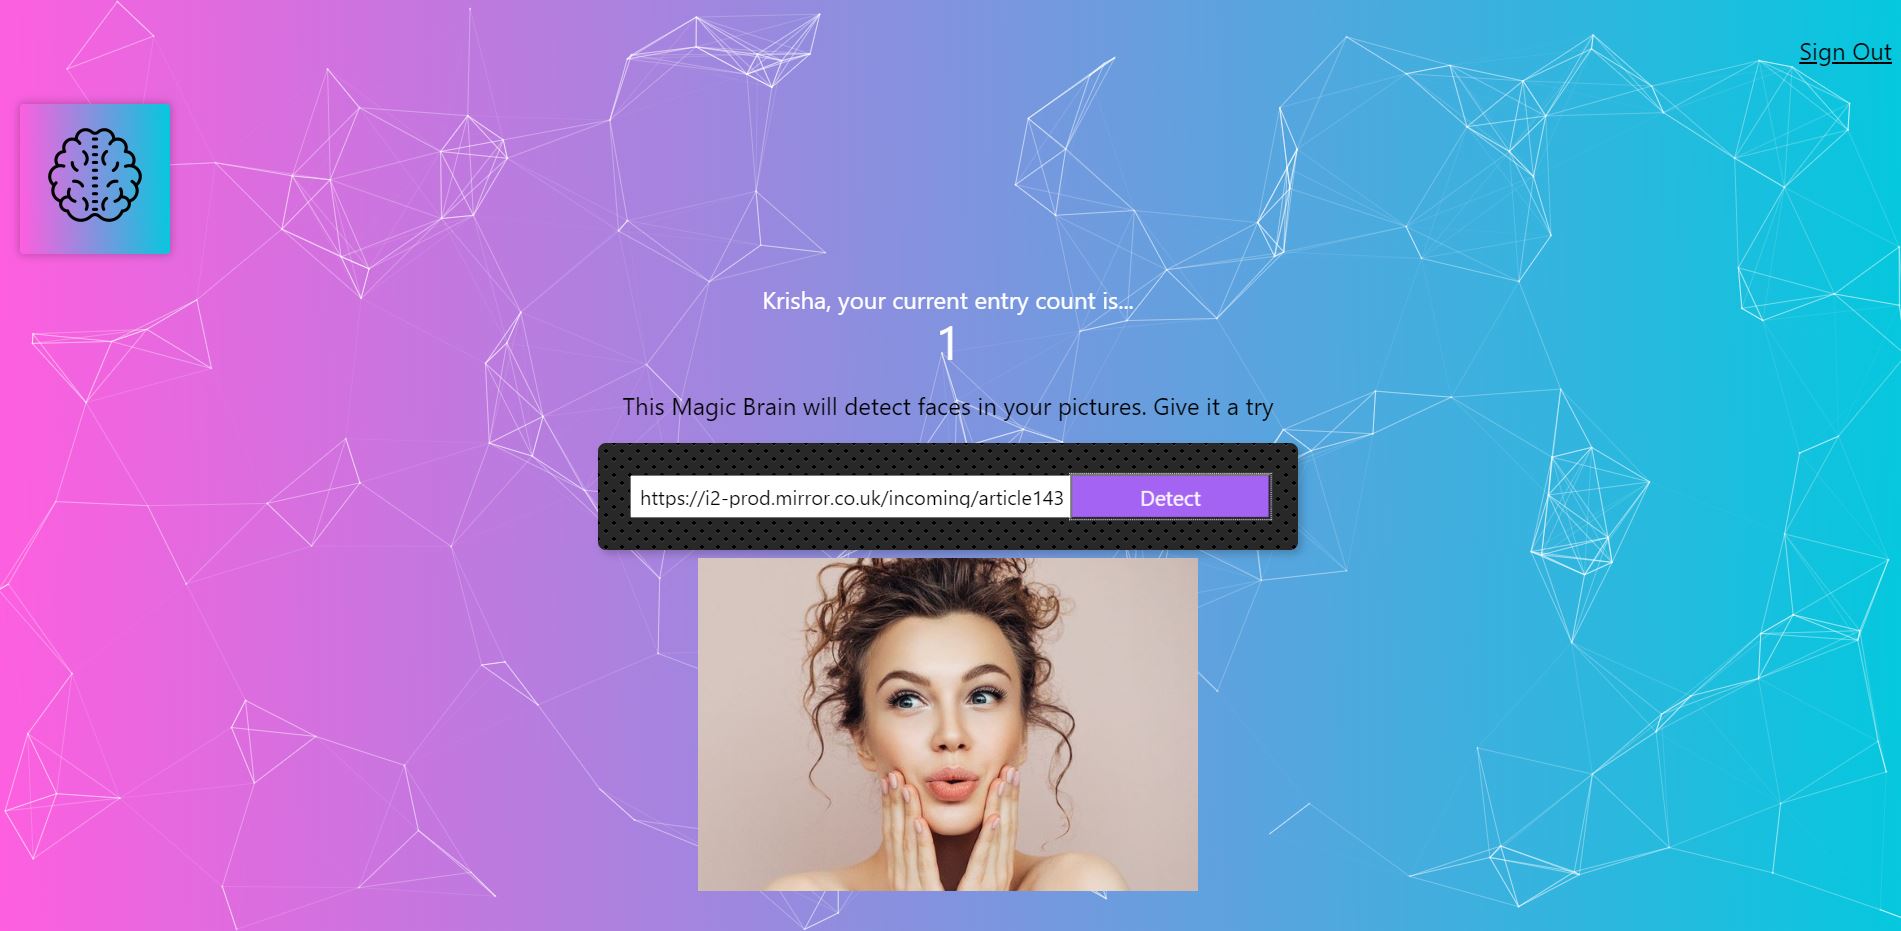 Sign Out
Krisha, your current entry count is...
1
This Magic Brain will detect faces in your pictures. Give it a try
https://i2-prod.mirror.co.uk/incoming/article143
Detect